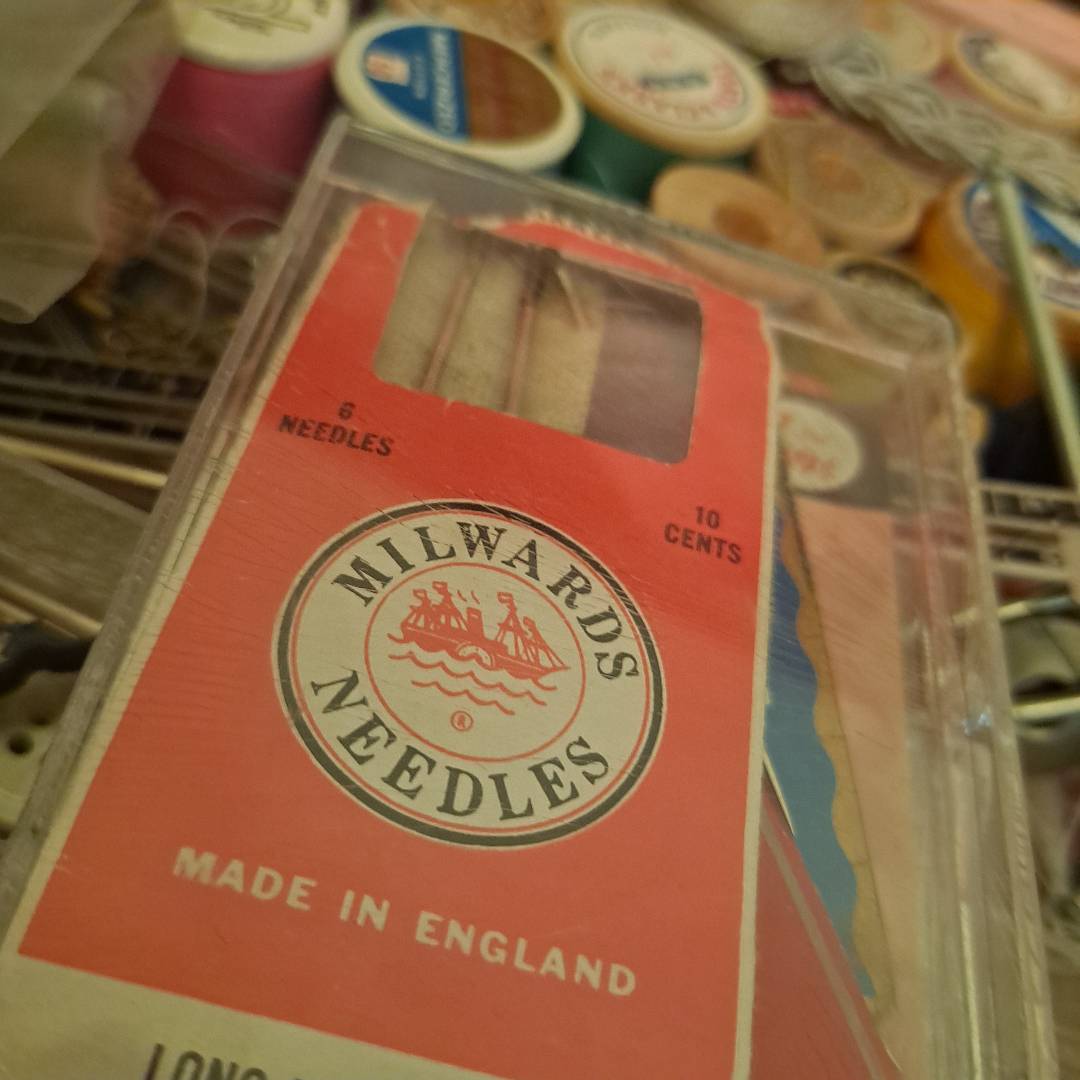 6
NEEDLES
10
CENTS
MILWARDS
NEEDLES
®
MADE IN ENGLAND